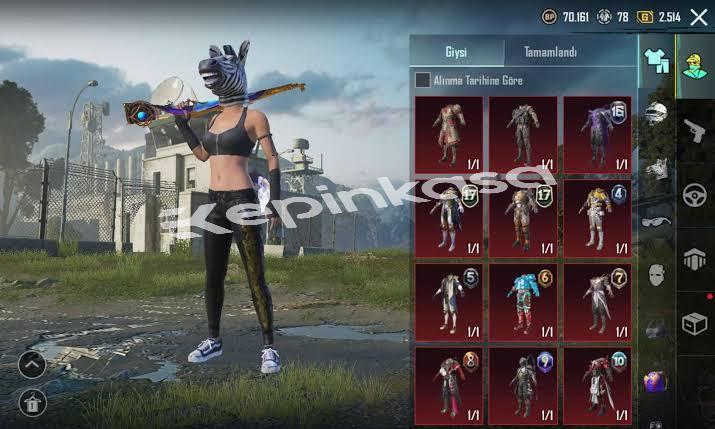 BP 70.161 78 G 2.514
Giysi Tamamlandı
Alınma Tarihine Göre
1/1 1/1 16 1/1
17 1/1 17 1/1 4 1/1
5 1/1 6 1/1 7 1/1
8 1/1 9 1/1 10 1/1
Kepinkasa